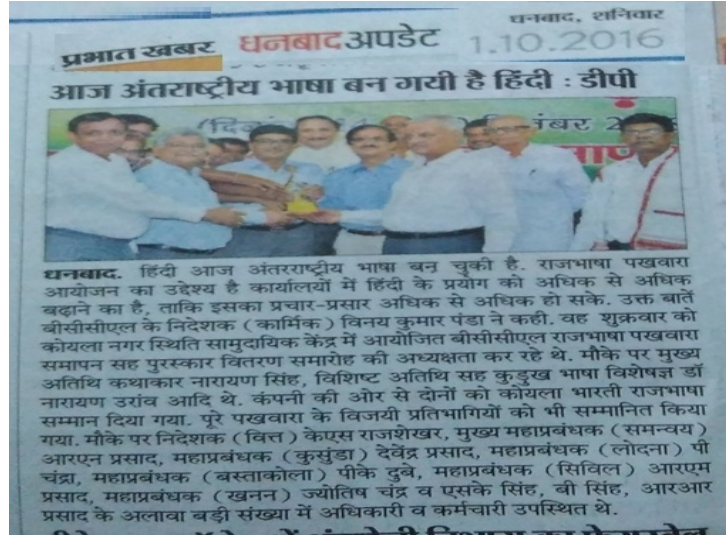 धनबाद, शनिवार
प्रभात खबर धनबाद अपडेट 1.10.2016
आज अंतराष्ट्रीय भाषा बन गयी है हिंदी : डीपी
धनबाद. हिंदी आज अंतरराष्ट्रीय भाषा बन चुकी है. राजभाषा पखवारा
आयोजन का उद्देश्य है कार्यालयों में हिंदी के प्रयोग को अधिक से अधिक
बढ़ाने का है, ताकि इसका प्रचार-प्रसार अधिक से अधिक हो सके. उक्त बातें
बीसीसीएल के निदेशक (कार्मिक) विनय कुमार पंडा ने कही. वह शुक्रवार को
कोयला नगर स्थिति सामुदायिक केंद्र में आयोजित बीसीसीएल राजभाषा पखवारा
समापन सह पुरस्कार वितरण समारोह की अध्यक्षता कर रहे थे. मौके पर मुख्य
अतिथि कथाकार नारायण सिंह, विशिष्ट अतिथि सह कुडुख भाषा विशेषज्ञ डॉ
नारायण उरांव आदि थे. कंपनी की ओर से दोनों को कोयला भारती राजभाषा
सम्मान दिया गया. पूरे पखवारा के विजयी प्रतिभागियों को भी सम्मानित किया
गया. मौके पर निदेशक (वित्त) केएस राजशेखर, मुख्य महाप्रबंधक (समन्वय)
आरएन प्रसाद, महाप्रबंधक (कुसुंडा) देवेंद्र प्रसाद, महाप्रबंधक (लोदना) पी
चंद्रा, महाप्रबंधक (बस्ताकोला) पीके दुबे, महाप्रबंधक (सिविल) आरएम
प्रसाद, महाप्रबंधक (खनन) ज्योतिष चंद्र व एसके सिंह, बी सिंह, आरआर
प्रसाद के अलावा बड़ी संख्या में अधिकारी व कर्मचारी उपस्थित थे.